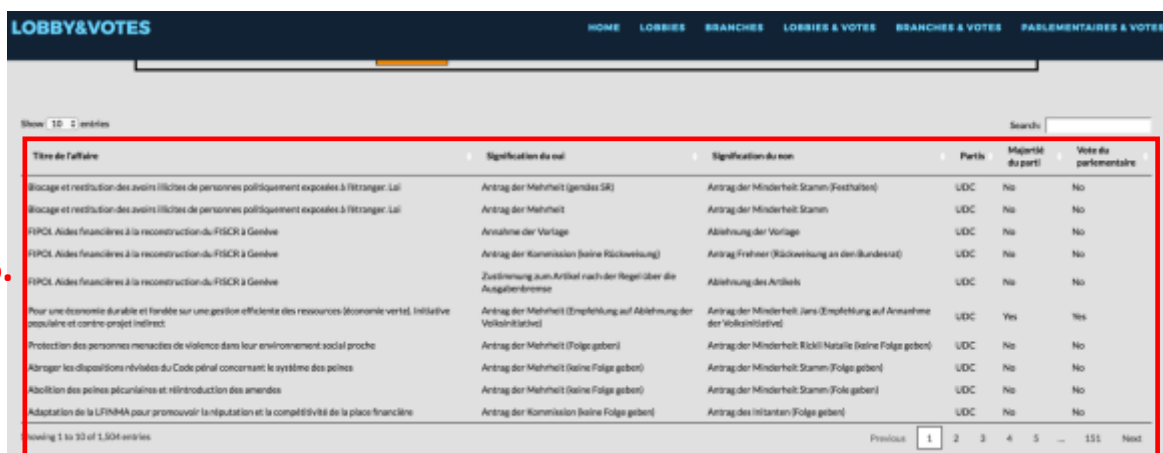 LOBBY&VOTES
HOME LOBBIES BRANCHES LOBBIES & VOTES BRANCHES & VOTES PARLEMENTAIRES & VOTES
Show 10 entries
Search:
Titre de l'affaire Signification du oui Signification du non Partis Majortié du parti Vote du parlementaire
Blocage et restitution des avoirs illicites de personnes politiquement exposées à l'étranger. Loi Antrag der Mehrheit (gemäss SR) Antrag der Minderheit Stamm (Festhalten) UDC No No
Blocage et restitution des avoirs illicites de personnes politiquement exposées à l'étranger. Loi Antrag der Mehrheit Antrag der Minderheit Stamm UDC No No
FIPOI. Aides financières à la reconstruction du FISCR à Genève Annahme der Vorlage Ablehnung der Vorlage UDC No No
FIPOI. Aides financières à la reconstruction du FISCR à Genève Antrag der Kommission (keine Rückweisung) Antrag Frehner (Rückweisung an den Bundesrat) UDC No No
FIPOI. Aides financières à la reconstruction du FISCR à Genève Zustimmung zum Artikel nach der Regel über die Ausgabenbremse Ablehnung des Artikels UDC No No
Pour une économie durable et fondée sur une gestion efficiente des ressources (économie verte). Initiative populaire et contre-projet indirect Antrag der Mehrheit (Empfehlung auf Ablehnung der Volksinitiative) Antrag der Minderheit Jans (Empfehlung auf Annahme der Volksinitiative) UDC Yes Yes
Protection des personnes menacées de violence dans leur environnement social proche Antrag der Mehrheit (Folge geben) Antrag der Minderheit Rickli Natalie (keine Folge geben) UDC No No
Abroger les dispositions révisées du Code pénal concernant le système des peines Antrag der Mehrheit (keine Folge geben) Antrag der Minderheit Stamm (Folge geben) UDC No No
Abolition des peines pécuniaires et réintroduction des amendes Antrag der Mehrheit (keine Folge geben) Antrag der Minderheit Stamm (Fole geben) UDC No No
Adaptation de la LFINMA pour promouvoir la réputation et la compétitivité de la place financière Antrag der Kommission (keine Folge geben) Antrag des Initanten (Folge geben) UDC No No
Showing 1 to 10 of 1,504 entries
Previous 1 2 3 4 5 … 151 Next